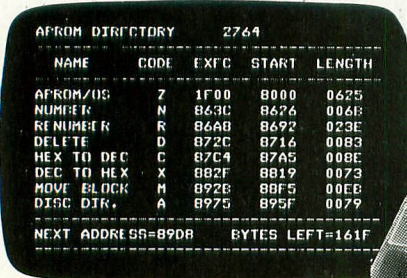 APROM DIRECTORY 2764
NAME CODE EXEC START LENGTH
APROM/OS Z 1F00 8000 0625
NUMBER N 863C 8626 006B
RENUMBER R 86A8 8692 023E
DELETE D 872C 8716 0083
HEX TO DEC C 87C4 87A5 008E
DEC TO HEX X 882F 8819 0073
MOVE BLOCK M 892B 88F5 00EB
DISC DIR. A 8975 895F 0079
NEXT ADDRESS=89DB BYTES LEFT=161F